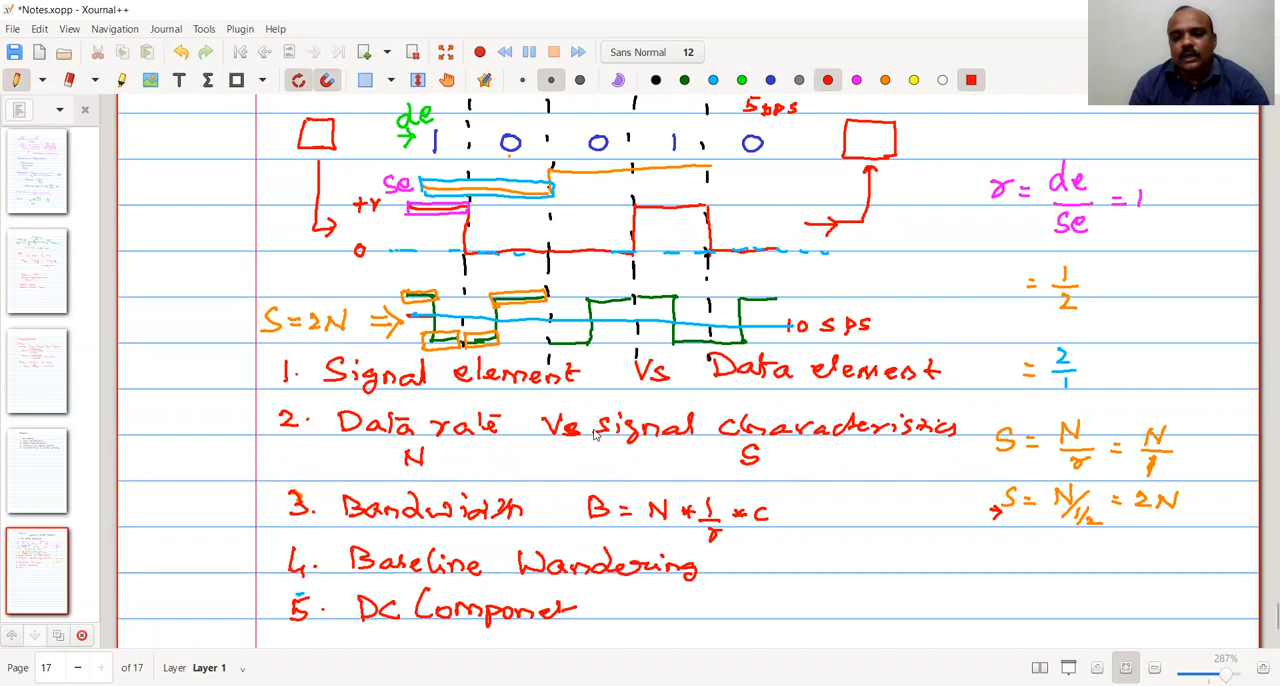 *Notes.xopp - Xournal++
File Edit View Navigation Journal Tools Plugin Help
Sans Normal 12
de 5 bps
→ 1 0 0 1 0
se
+v
0
r = de/se = 1
= 1/2
S = 2N ⇒ 10 sps
1. Signal element Vs Data element
= 2/1
2. Data rate Vs signal characteristics
N S
S = N/r = N/1
3. Bandwidth B = N * 1/r * c
→ S = N/1/2 = 2N
4. Baseline Wandering
5. DC Componet
Page 17 of 17 Layer Layer 1
287%